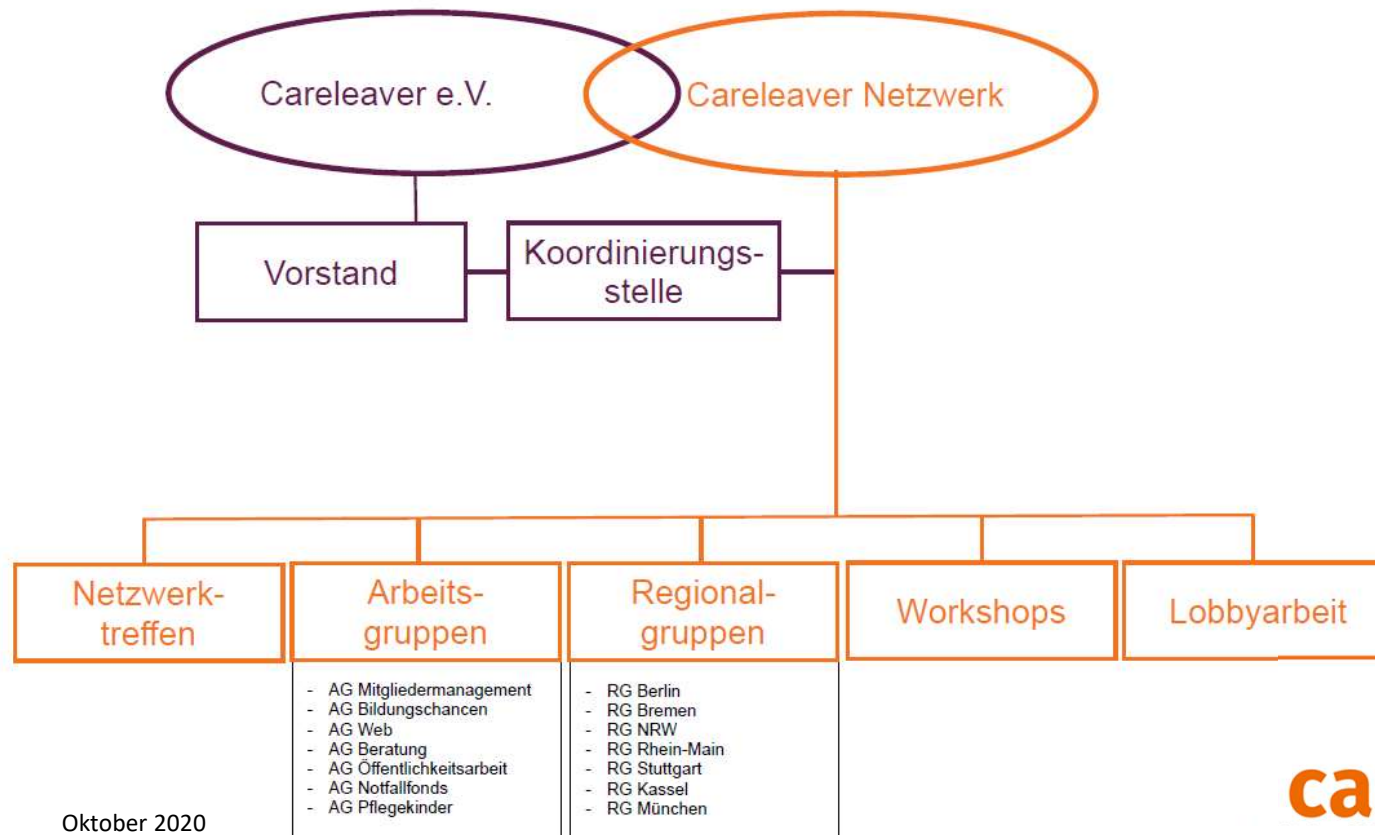 Careleaver e.V.
Careleaver Netzwerk
Vorstand
Koordinierungs-
stelle
Netzwerk-
treffen
Arbeits-
gruppen
Regional-
gruppen
Workshops
Lobbyarbeit
- AG Mitgliedermanagement
- AG Bildungschancen
- AG Web
- AG Beratung
- AG Öffentlichkeitsarbeit
- AG Notfallfonds
- AG Pflegekinder
- RG Berlin
- RG Bremen
- RG NRW
- RG Rhein-Main
- RG Stuttgart
- RG Kassel
- RG München
Oktober 2020
ca